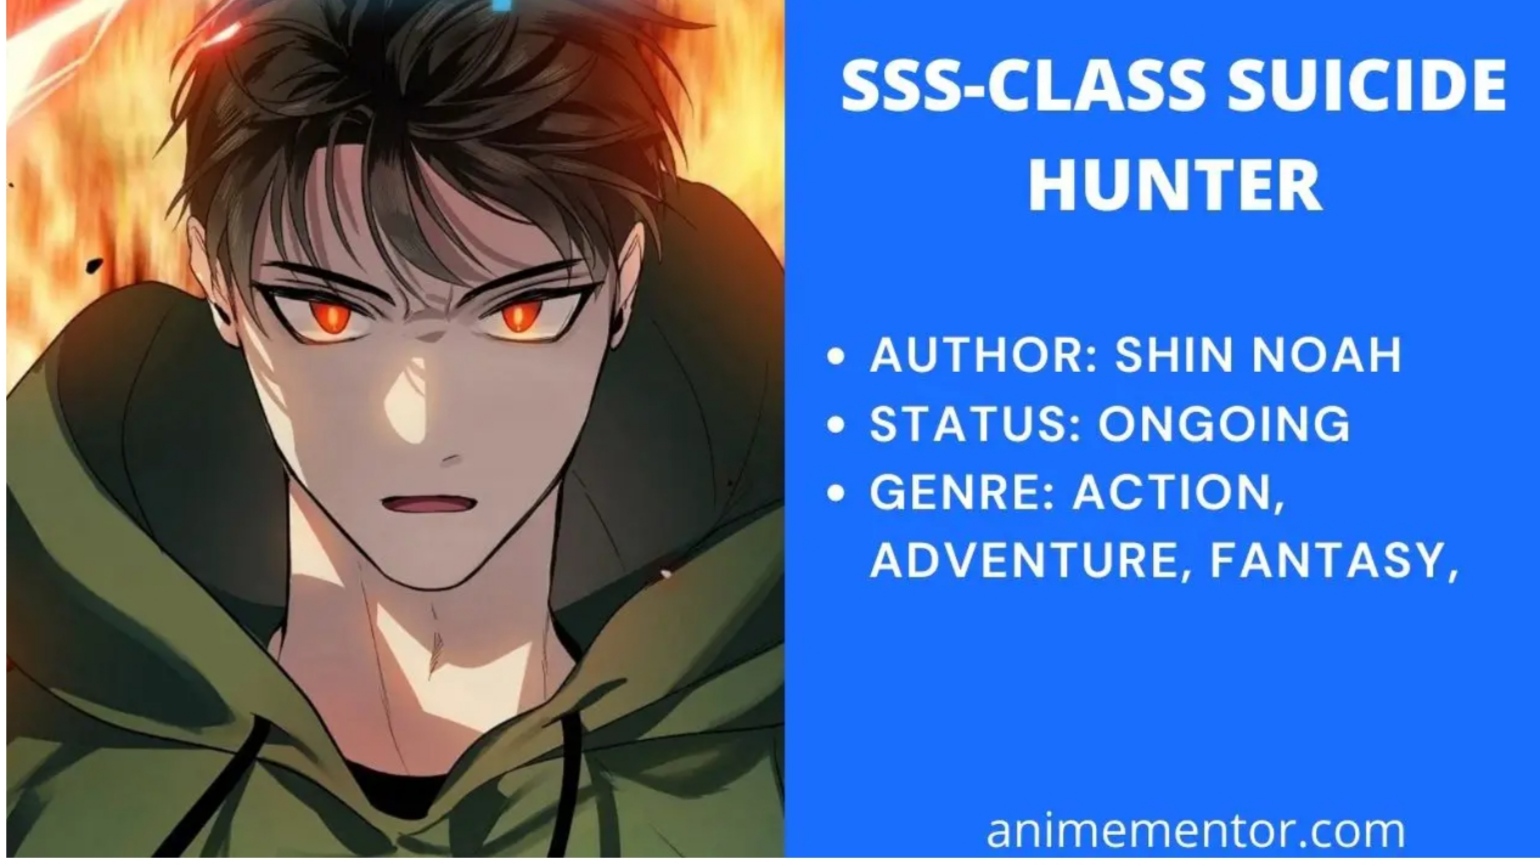 SSS-CLASS SUICIDE
HUNTER
• AUTHOR: SHIN NOAH
• STATUS: ONGOING
• GENRE: ACTION,
ADVENTURE, FANTASY,
animementor.com